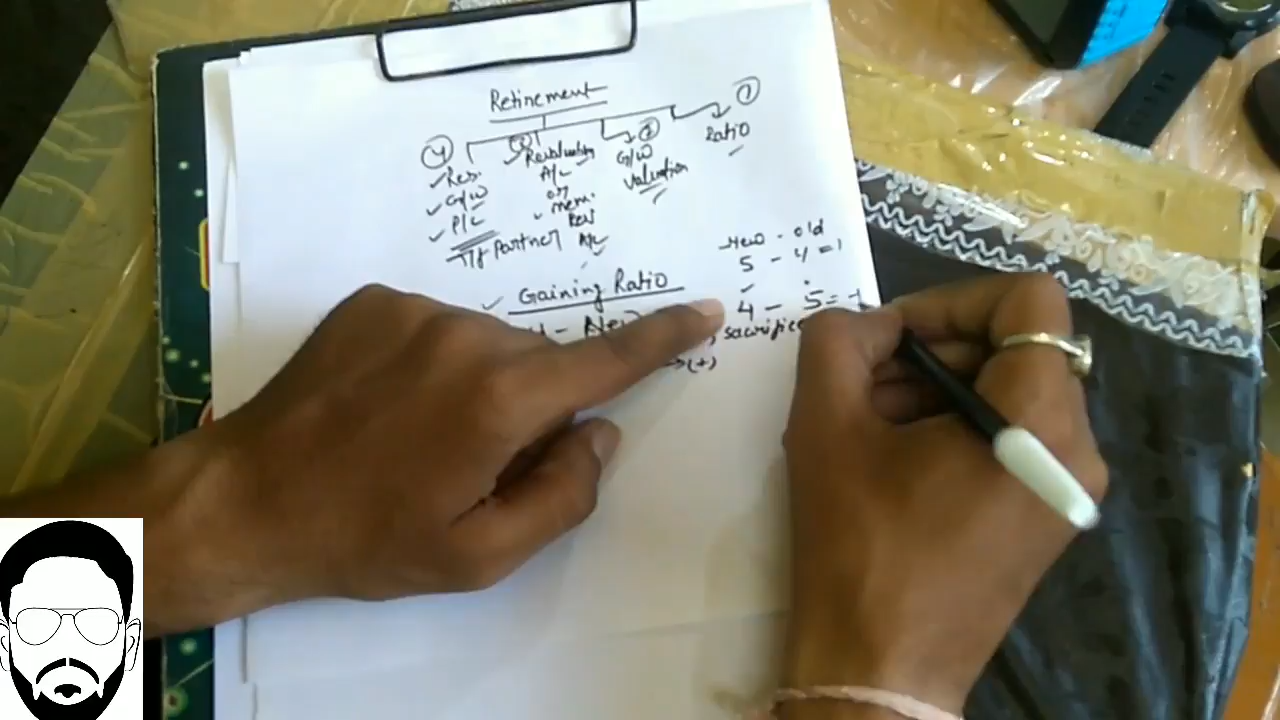 Retirement
① Ratio
② G/W Valuation
③ Revaluation A/C or Mem. Rev A/c
④ Res.
G/W
P/L
T/f Partner
Gaining Ratio
New - old
5 - 4 = 1
4 - 5 = -1
sacrifice
(+)